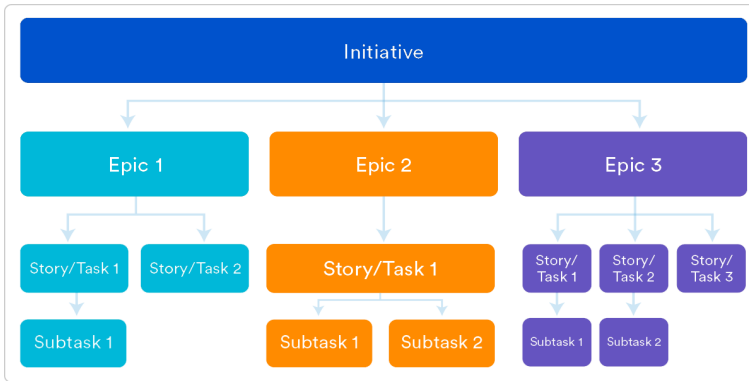 Initiative
Epic 1
Epic 2
Epic 3
Story/Task 1
Story/Task 2
Story/Task 1
Story/
Task 1
Story/
Task 2
Story/
Task 3
Subtask 1
Subtask 1
Subtask 2
Subtask 1
Subtask 2